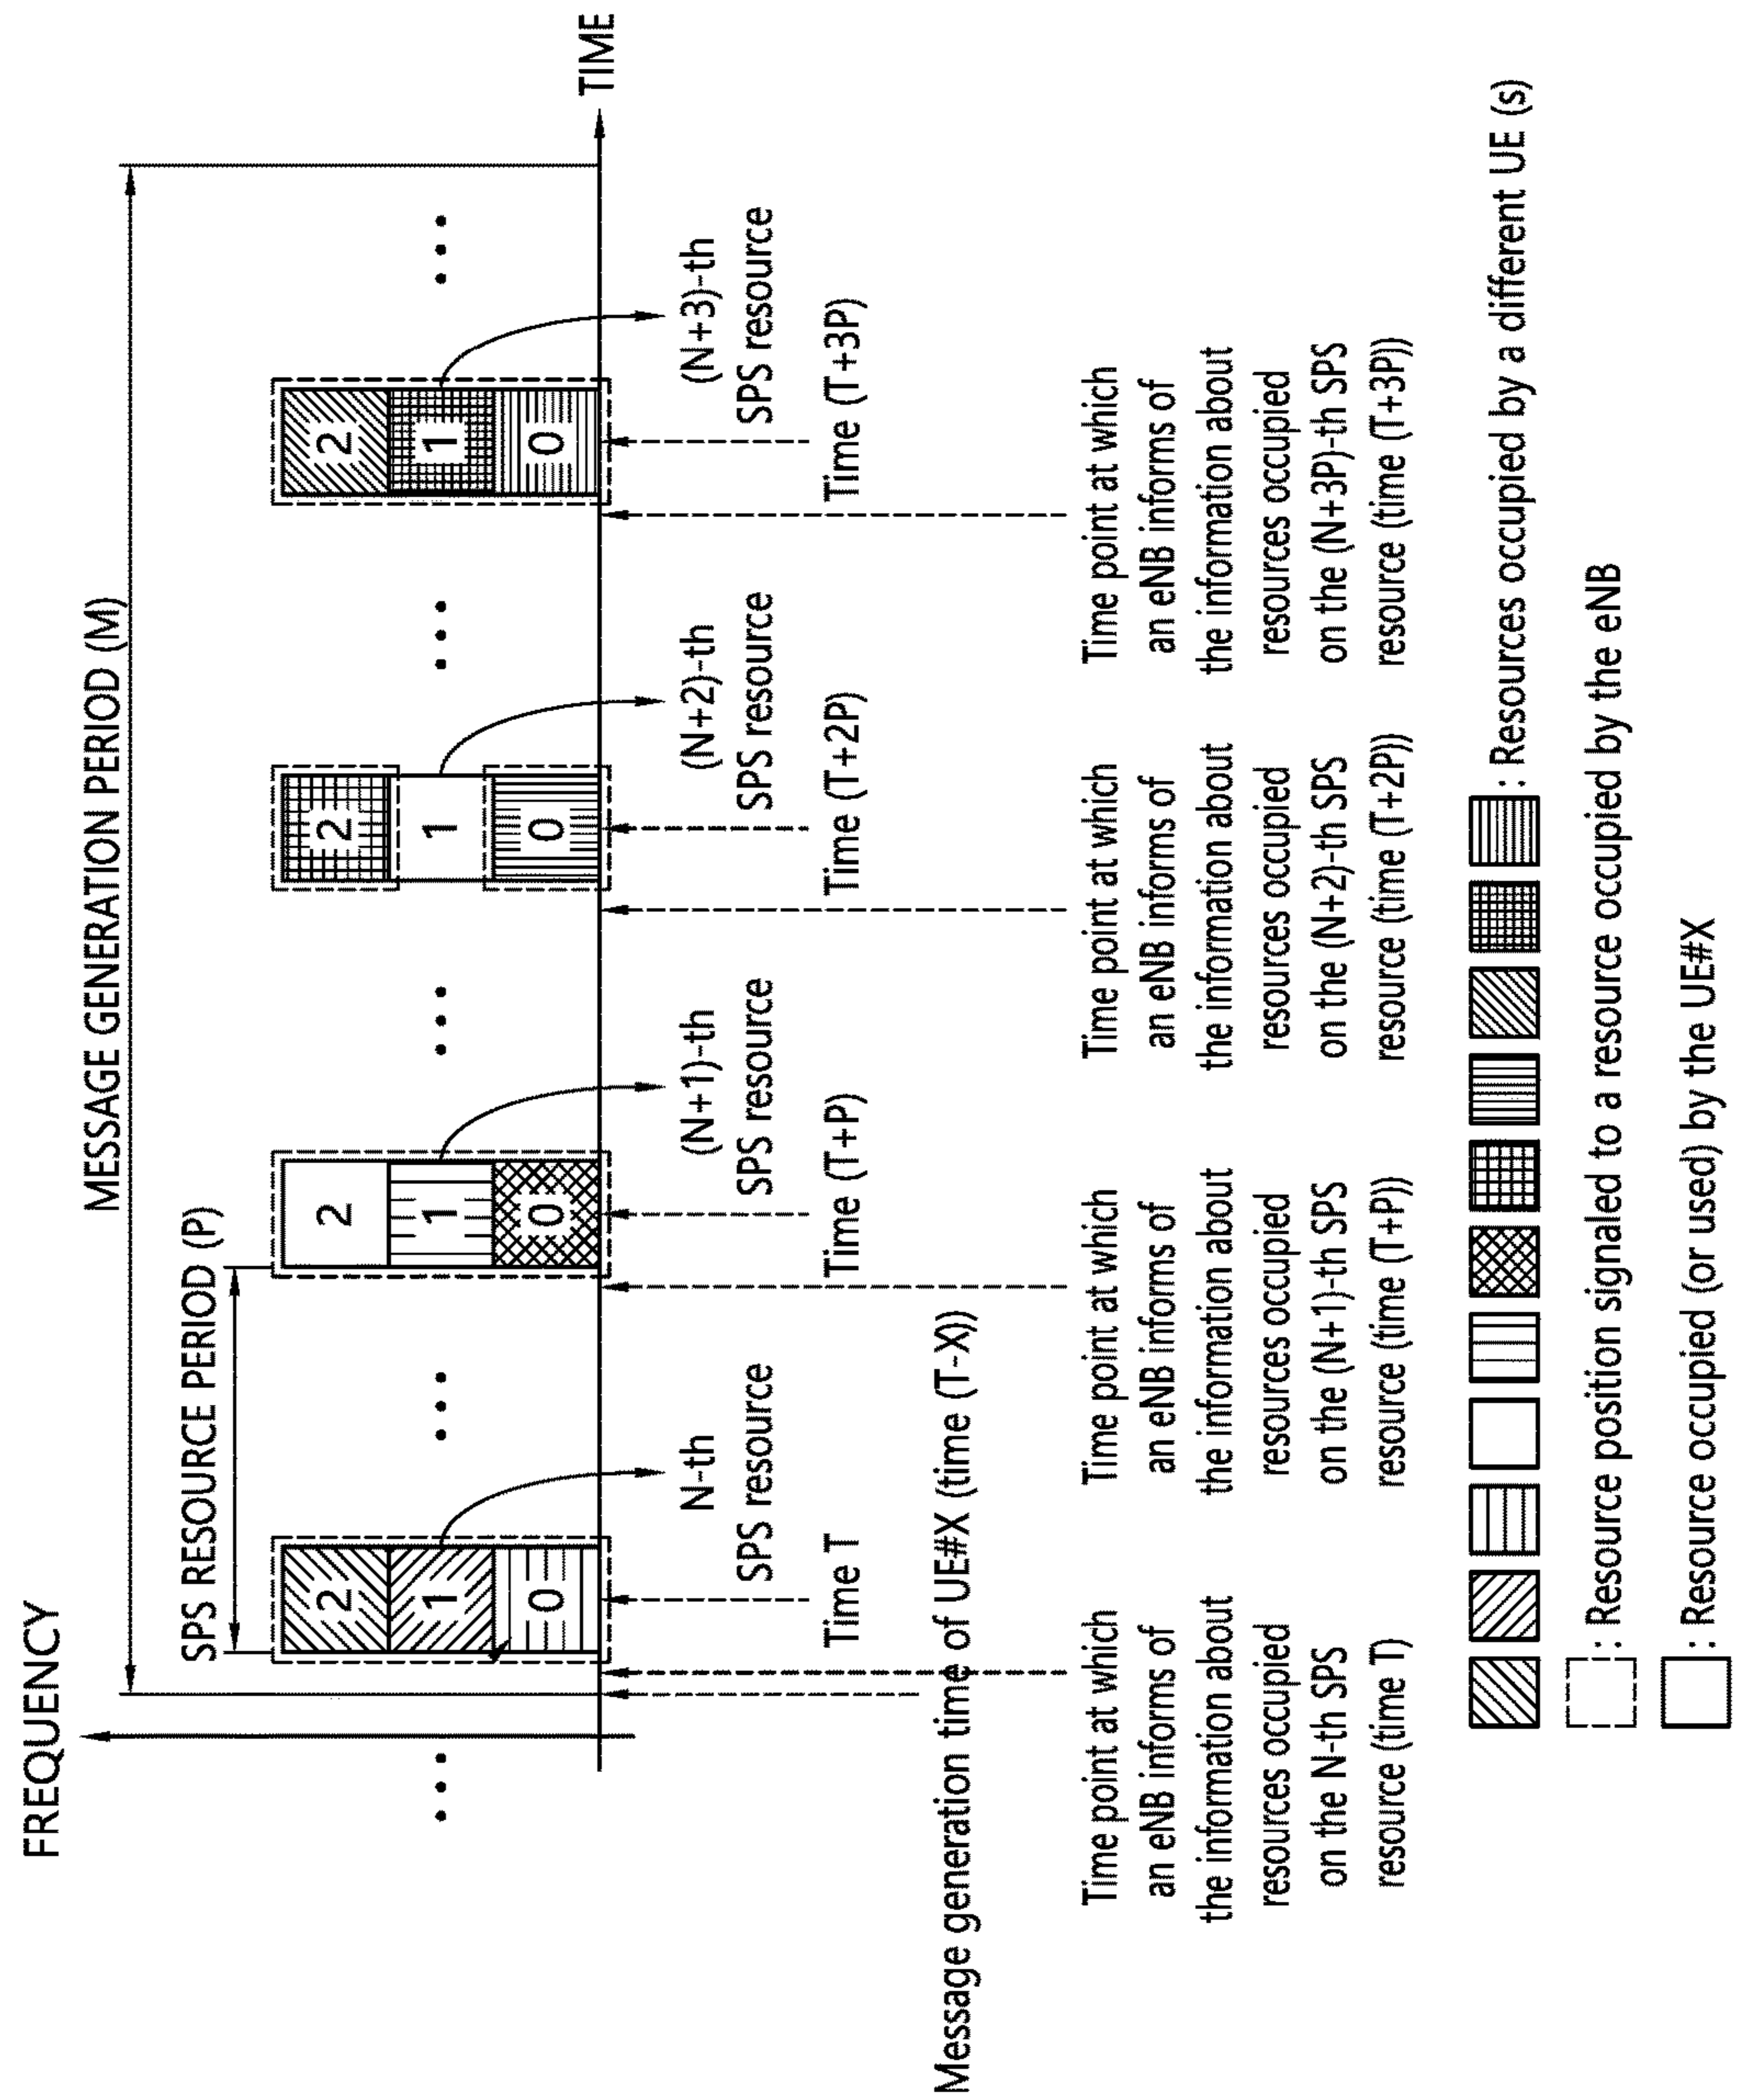 FREQUENCY
MESSAGE GENERATION PERIOD (M)
SPS RESOURCE PERIOD (P)
2
1
0
2
1
0
2
1
0
2
1
0
TIME
N-th
SPS resource
(N+1)-th
SPS resource
(N+2)-th
SPS resource
(N+3)-th
SPS resource
Time T
Time (T+P)
Time (T+2P)
Time (T+3P)
Message generation time of UE#X (time (T-X))
Time point at which
an eNB informs of
the information about
resources occupied
on the N-th SPS
resource (time T)
Time point at which
an eNB informs of
the information about
resources occupied
on the (N+1)-th SPS
resource (time (T+P))
Time point at which
an eNB informs of
the information about
resources occupied
on the (N+2)-th SPS
resource (time (T+2P))
Time point at which
an eNB informs of
the information about
resources occupied
on the (N+3P)-th SPS
resource (time (T+3P))
: Resources occupied by a different UE (s)
: Resource position signaled to a resource occupied by the eNB
: Resource occupied (or used) by the UE#X